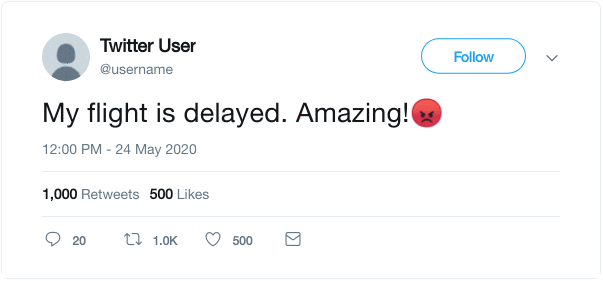 Twitter User
Follow
@username
My flight is delayed. Amazing!😡
12:00 PM - 24 May 2020
1,000 Retweets 500 Likes
20 1.0K 500